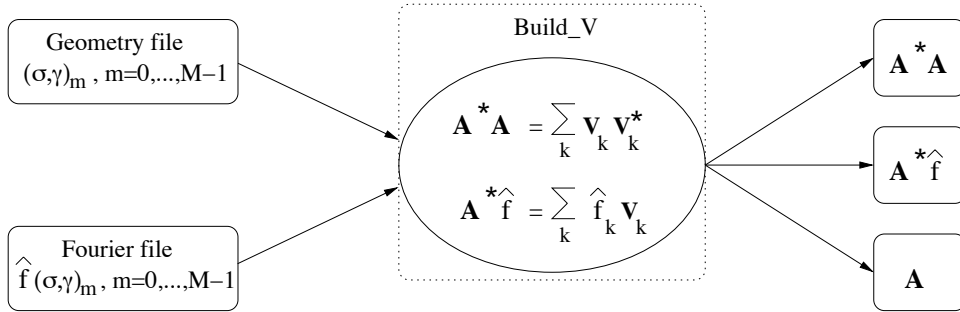 Geometry file
(σ,γ)m , m=0,...,M−1
Fourier file
f̂ (σ,γ)m , m=0,...,M−1
Build_V
A*A = ∑k Vk Vk*
A*f̂ = ∑k f̂k Vk
A*A
A*f̂
A